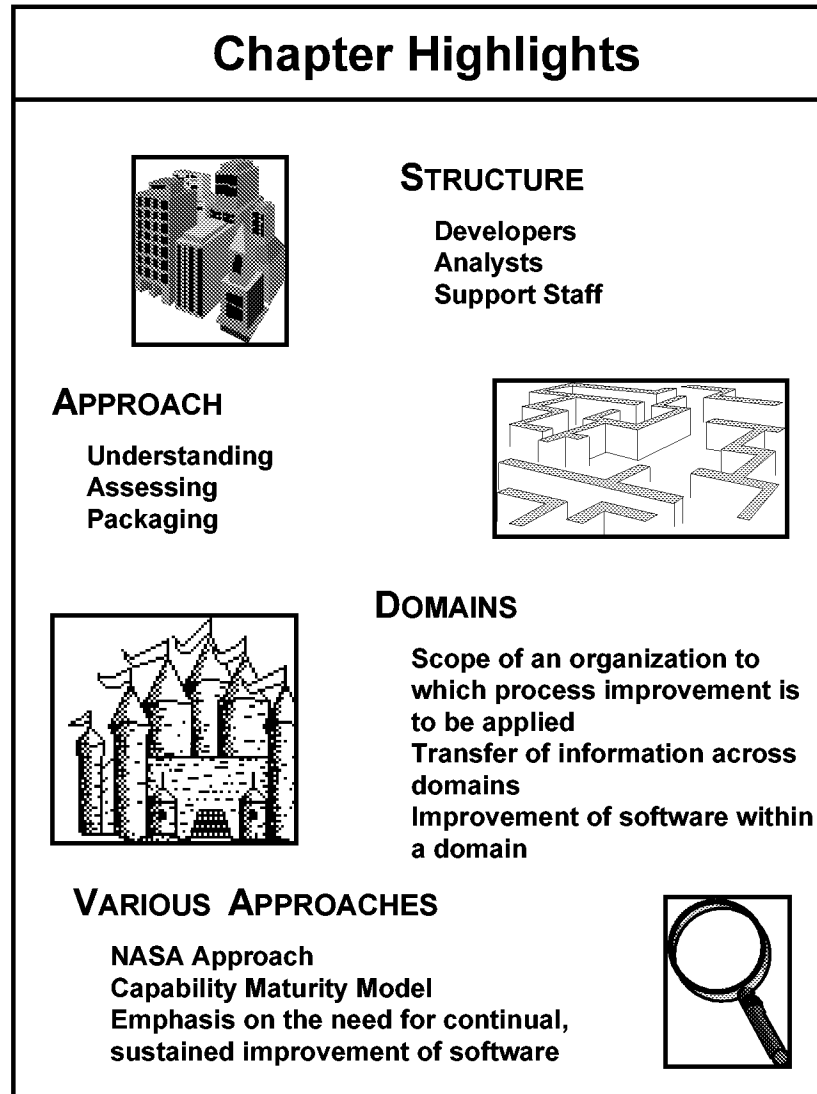 Chapter Highlights
STRUCTURE
Developers
Analysts
Support Staff
APPROACH
Understanding
Assessing
Packaging
DOMAINS
Scope of an organization to
which process improvement is
to be applied
Transfer of information across
domains
Improvement of software within
a domain
VARIOUS APPROACHES
NASA Approach
Capability Maturity Model
Emphasis on the need for continual,
sustained improvement of software